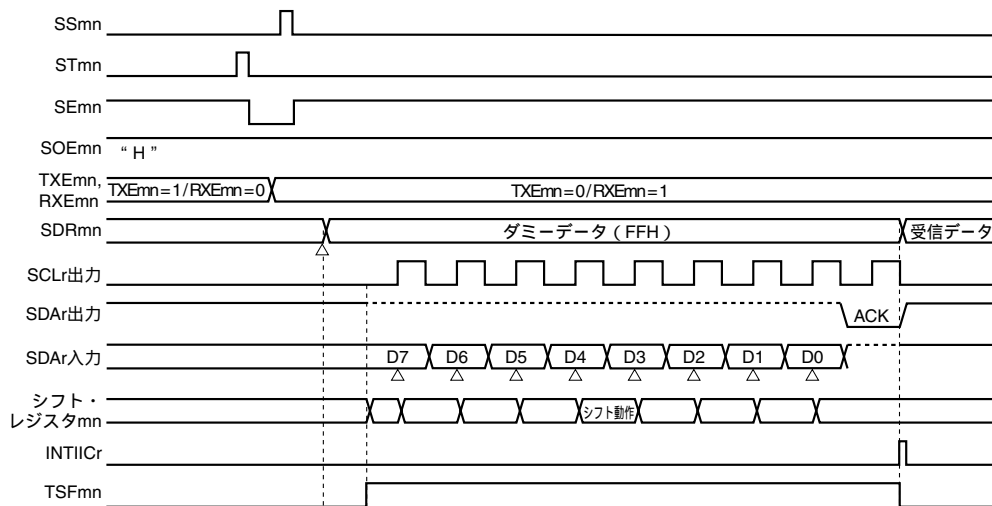 SSmn
STmn
SEmn
SOEmn “ H ”
TXEmn,
RXEmn
TXEmn=1/RXEmn=0 TXEmn=0/RXEmn=1
SDRmn ダミーデータ（FFH） 受信データ
SCLr出力
SDAr出力 ACK
SDAr入力 D7 D6 D5 D4 D3 D2 D1 D0
シフト・
レジスタmn
シフト動作
INTIICr
TSFmn